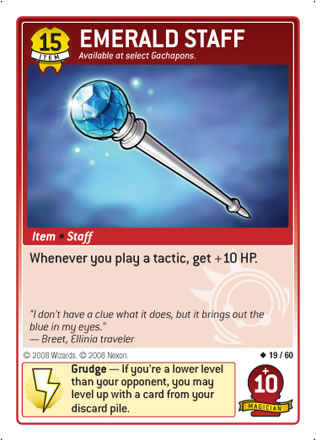 15
ITEM
EMERALD STAFF
Available at select Gachapons.
Item • Staff
Whenever you play a tactic, get +10 HP.
"I don't have a clue what it does, but it brings out the
blue in my eyes."
— Breet, Ellinia traveler
© 2008 Wizards. © 2008 Nexon.
◆ 19 / 60
Grudge — If you're a lower level
than your opponent, you may
level up with a card from your
discard pile.
+
10
MAGICIAN